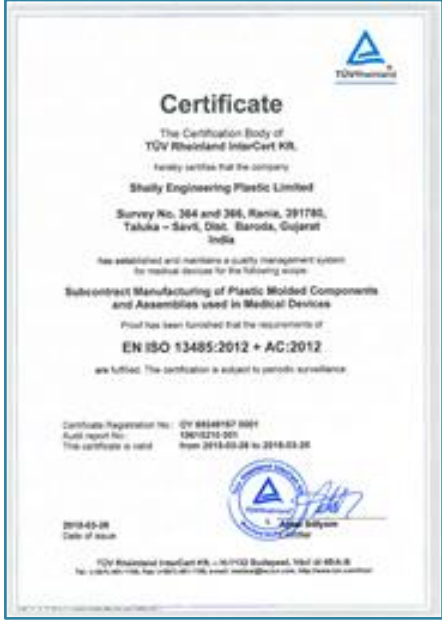 TÜVRheinland
Certificate
The Certification Body of
TÜV Rheinland InterCert Kft.
hereby certifies that the company
Shaily Engineering Plastic Limited
Survey No. 364 and 366, Rania, 391780,
Taluka – Savli, Dist. Baroda, Gujarat
India
has established and maintains a quality management system
for medical devices for the following scope:
Subcontract Manufacturing of Plastic Molded Components
and Assemblies used in Medical Devices
Proof has been furnished that the requirements of
EN ISO 13485:2012 + AC:2012
are fulfilled. The certification is subject to periodic surveillance
Certificate Registration No.:
Audit report No.:
This certificate is valid
Date of issue
Certifier
TÜV Rheinland InterCert Kft. – H-1132 Budapest,